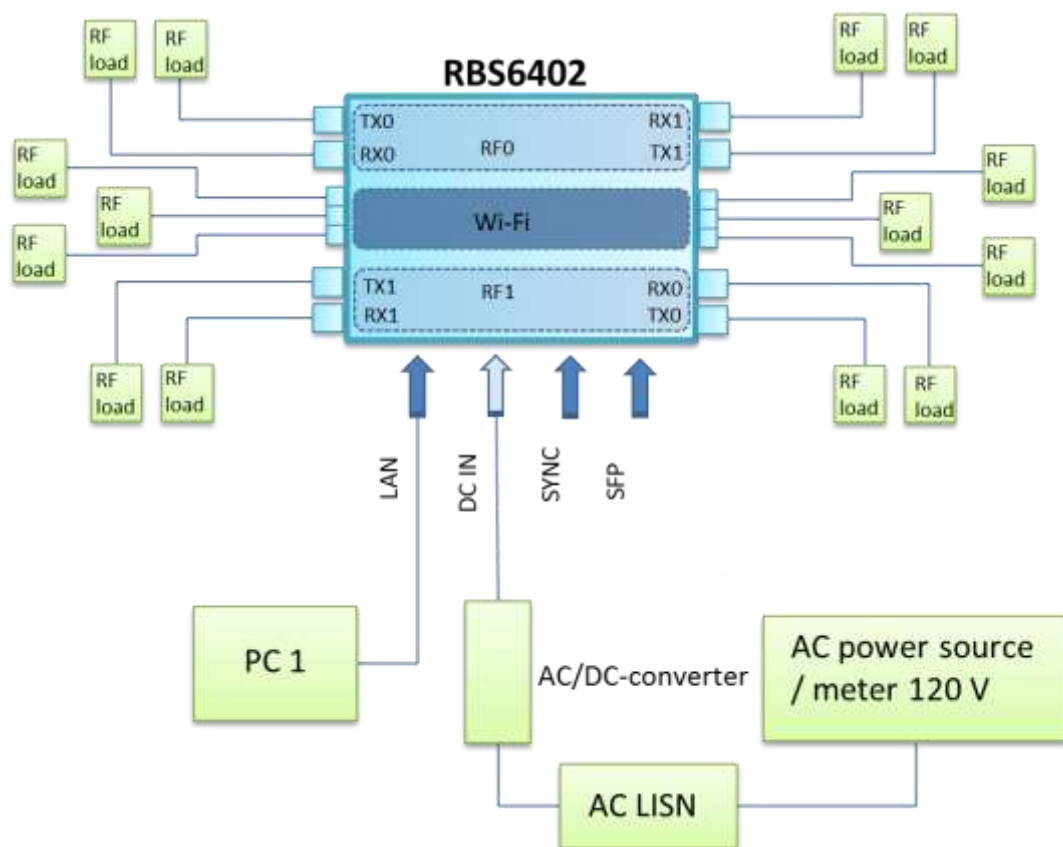 RF
load
RF
load
RF
load
RF
load
RBS6402
TX0
RX0
RF0
RX1
TX1
RF
load
RF
load
RF
load
Wi-Fi
RF
load
RF
load
RF
load
TX1
RX1
RF1
RX0
TX0
RF
load
RF
load
RF
load
RF
load
LAN
DC IN
SYNC
SFP
PC 1
AC/DC-converter
AC power source
/ meter 120 V
AC LISN